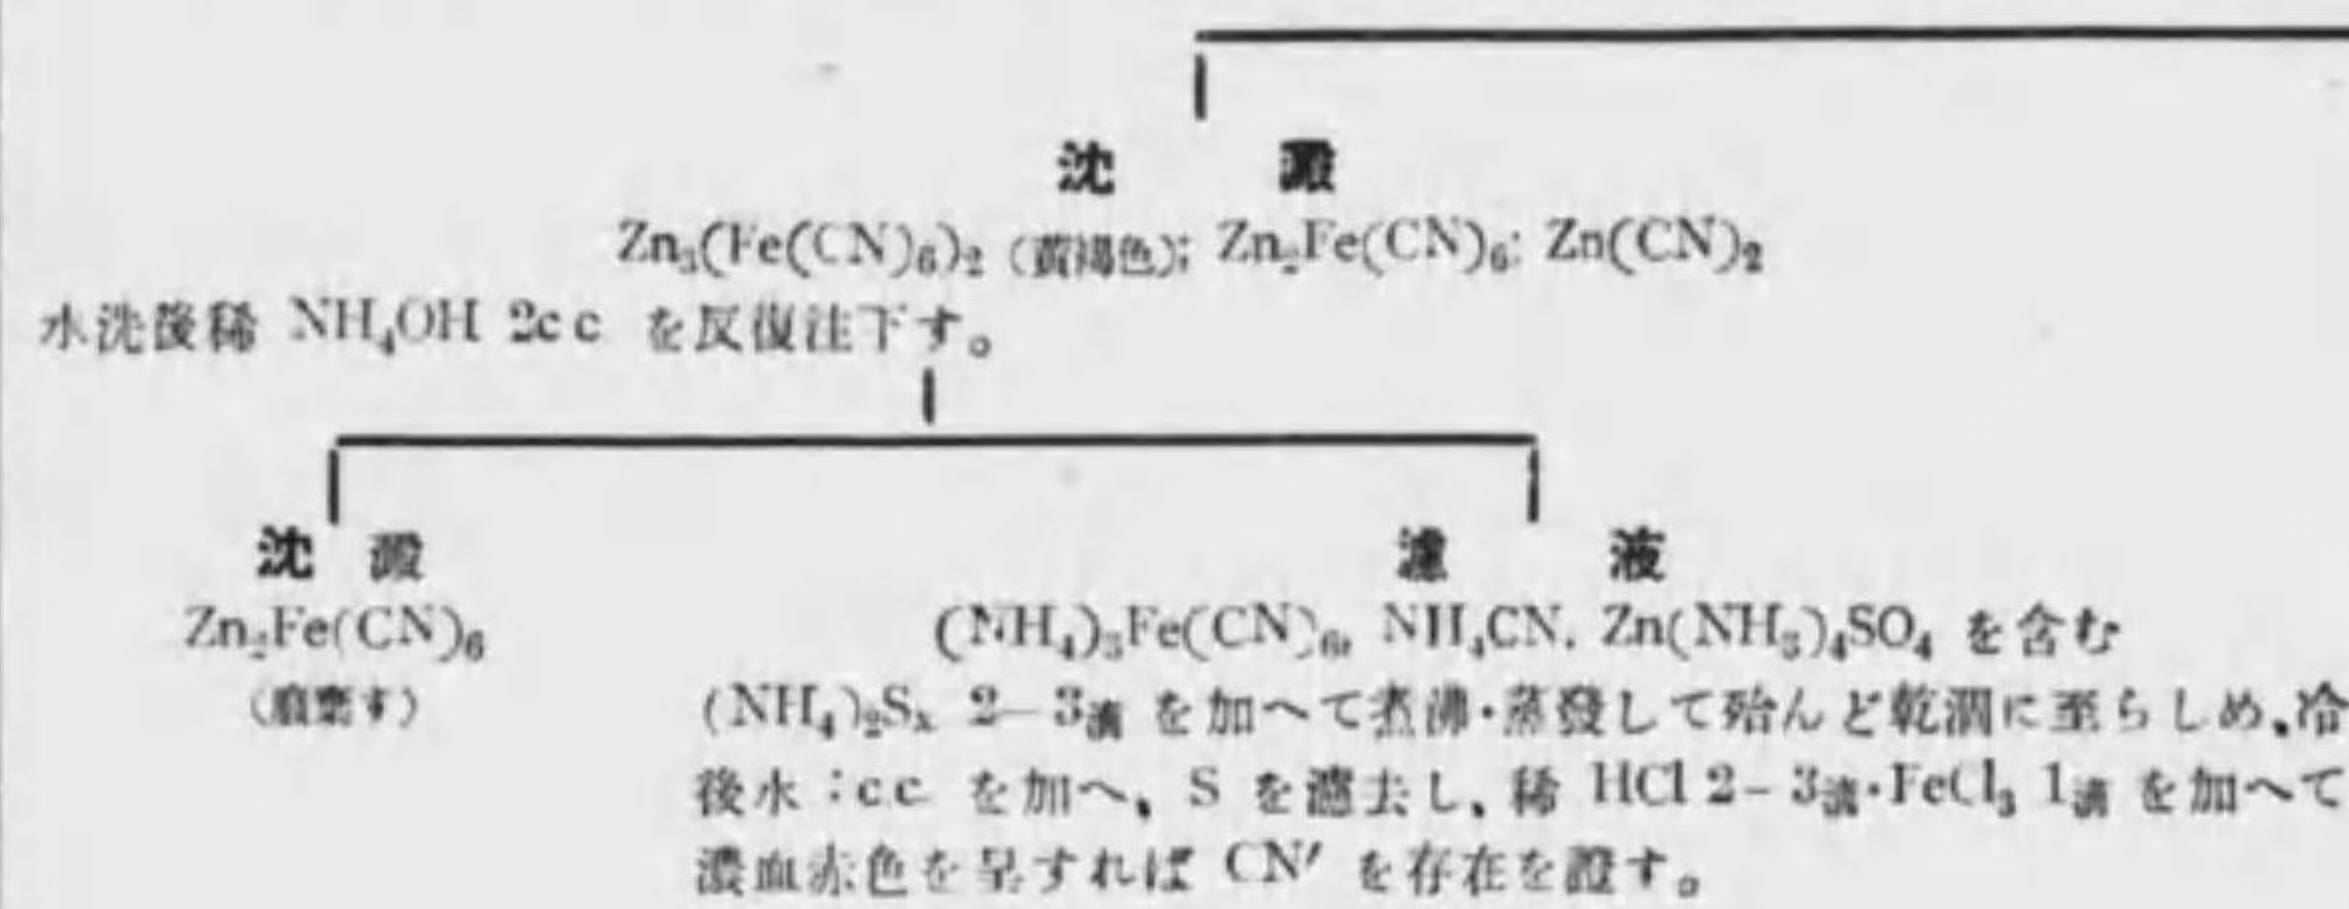 沈澱
Zn₃(Fe(CN)₆)₂(黄褐色); Zn₂Fe(CN)₆; Zn(CN)₂
水洗後稀 NH₄OH 2cc を反復注下す。
沈澱
濾液
Zn₂Fe(CN)₆
(NH₄)₃Fe(CN)₆, NH₄CN. Zn(NH₃)₄SO₄ を含む
(廢棄す)
(NH₄)₂Sₓ 2–3滴 を加へて煮沸・蒸發して殆んど乾涸に至らしめ、冷
後水 cc を加へ、S を濾去し、稀 HCl 2–3滴・FeCl₃ 1滴 を加へて
濃血赤色を呈すれば CN′ を存在を證す。